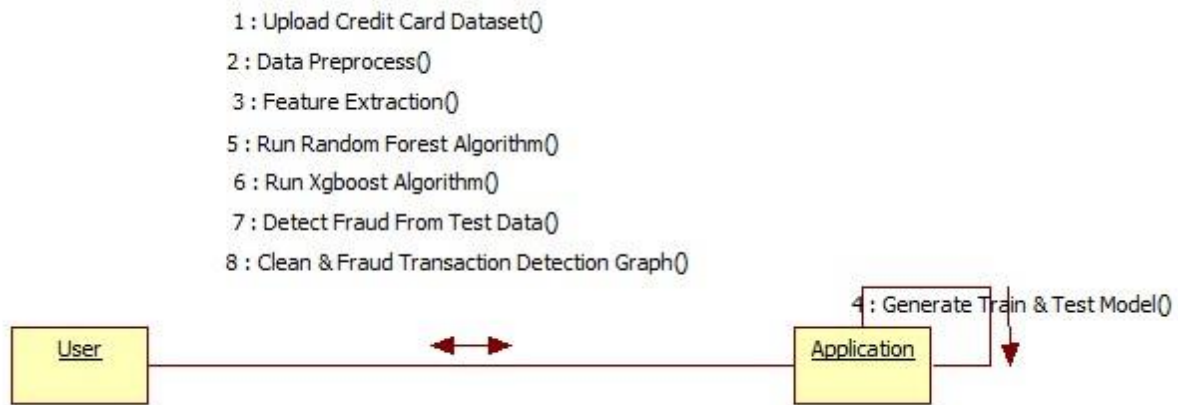 1 : Upload Credit Card Dataset()
2 : Data Preprocess()
3 : Feature Extraction()
5 : Run Random Forest Algorithm()
6 : Run Xgboost Algorithm()
7 : Detect Fraud From Test Data()
8 : Clean & Fraud Transaction Detection Graph()
4 : Generate Train & Test Model()
User
Application